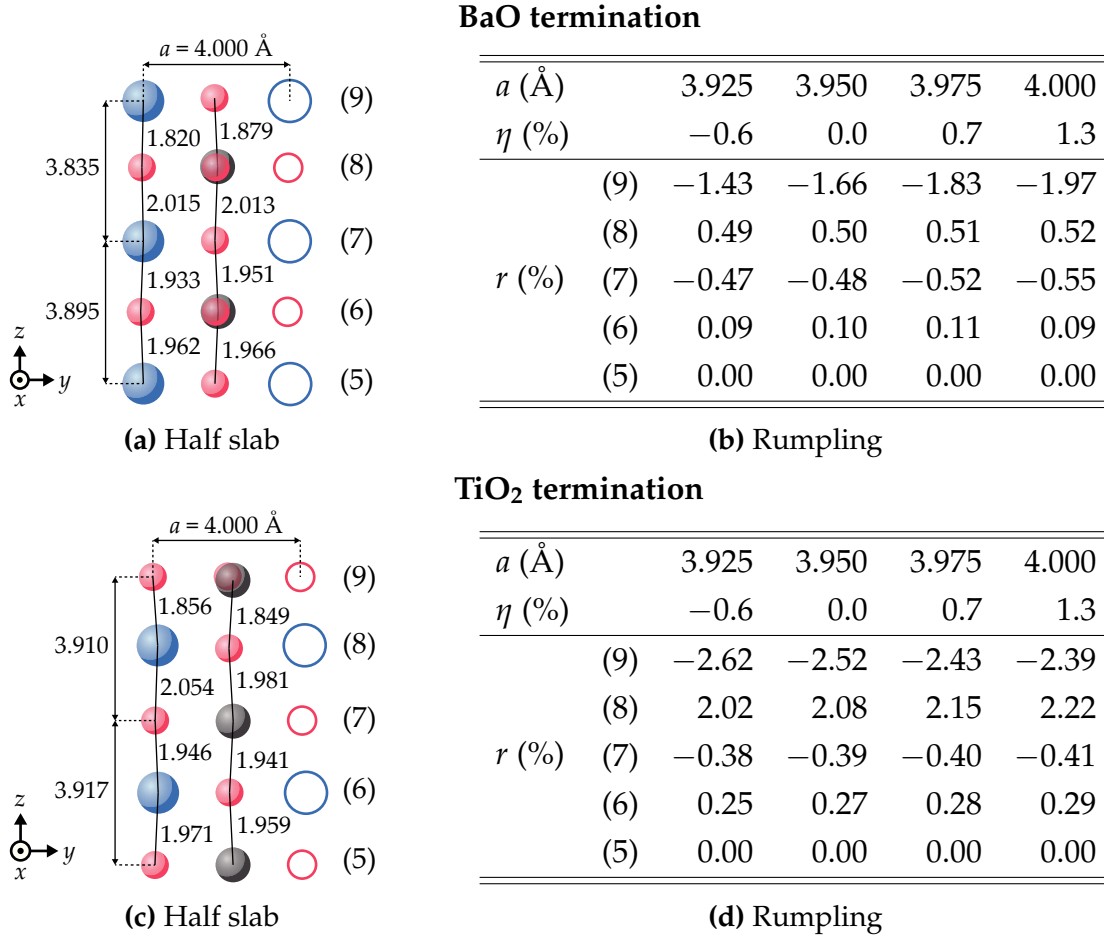 BaO termination
a = 4.000 Å
(9)
1.820 1.879
3.835 (8)
2.015 2.013
(7)
1.933 1.951
3.895 (6)
1.962 1.966
(5)
z
y
x
(a) Half slab
a (Å) 3.925 3.950 3.975 4.000
η (%) −0.6 0.0 0.7 1.3
(9) −1.43 −1.66 −1.83 −1.97
(8) 0.49 0.50 0.51 0.52
r (%) (7) −0.47 −0.48 −0.52 −0.55
(6) 0.09 0.10 0.11 0.09
(5) 0.00 0.00 0.00 0.00
(b) Rumpling
TiO₂ termination
a = 4.000 Å
(9)
1.856 1.849
3.910 (8)
2.054 1.981
(7)
1.946 1.941
3.917 (6)
1.971 1.959
(5)
z
y
x
(c) Half slab
a (Å) 3.925 3.950 3.975 4.000
η (%) −0.6 0.0 0.7 1.3
(9) −2.62 −2.52 −2.43 −2.39
(8) 2.02 2.08 2.15 2.22
r (%) (7) −0.38 −0.39 −0.40 −0.41
(6) 0.25 0.27 0.28 0.29
(5) 0.00 0.00 0.00 0.00
(d) Rumpling